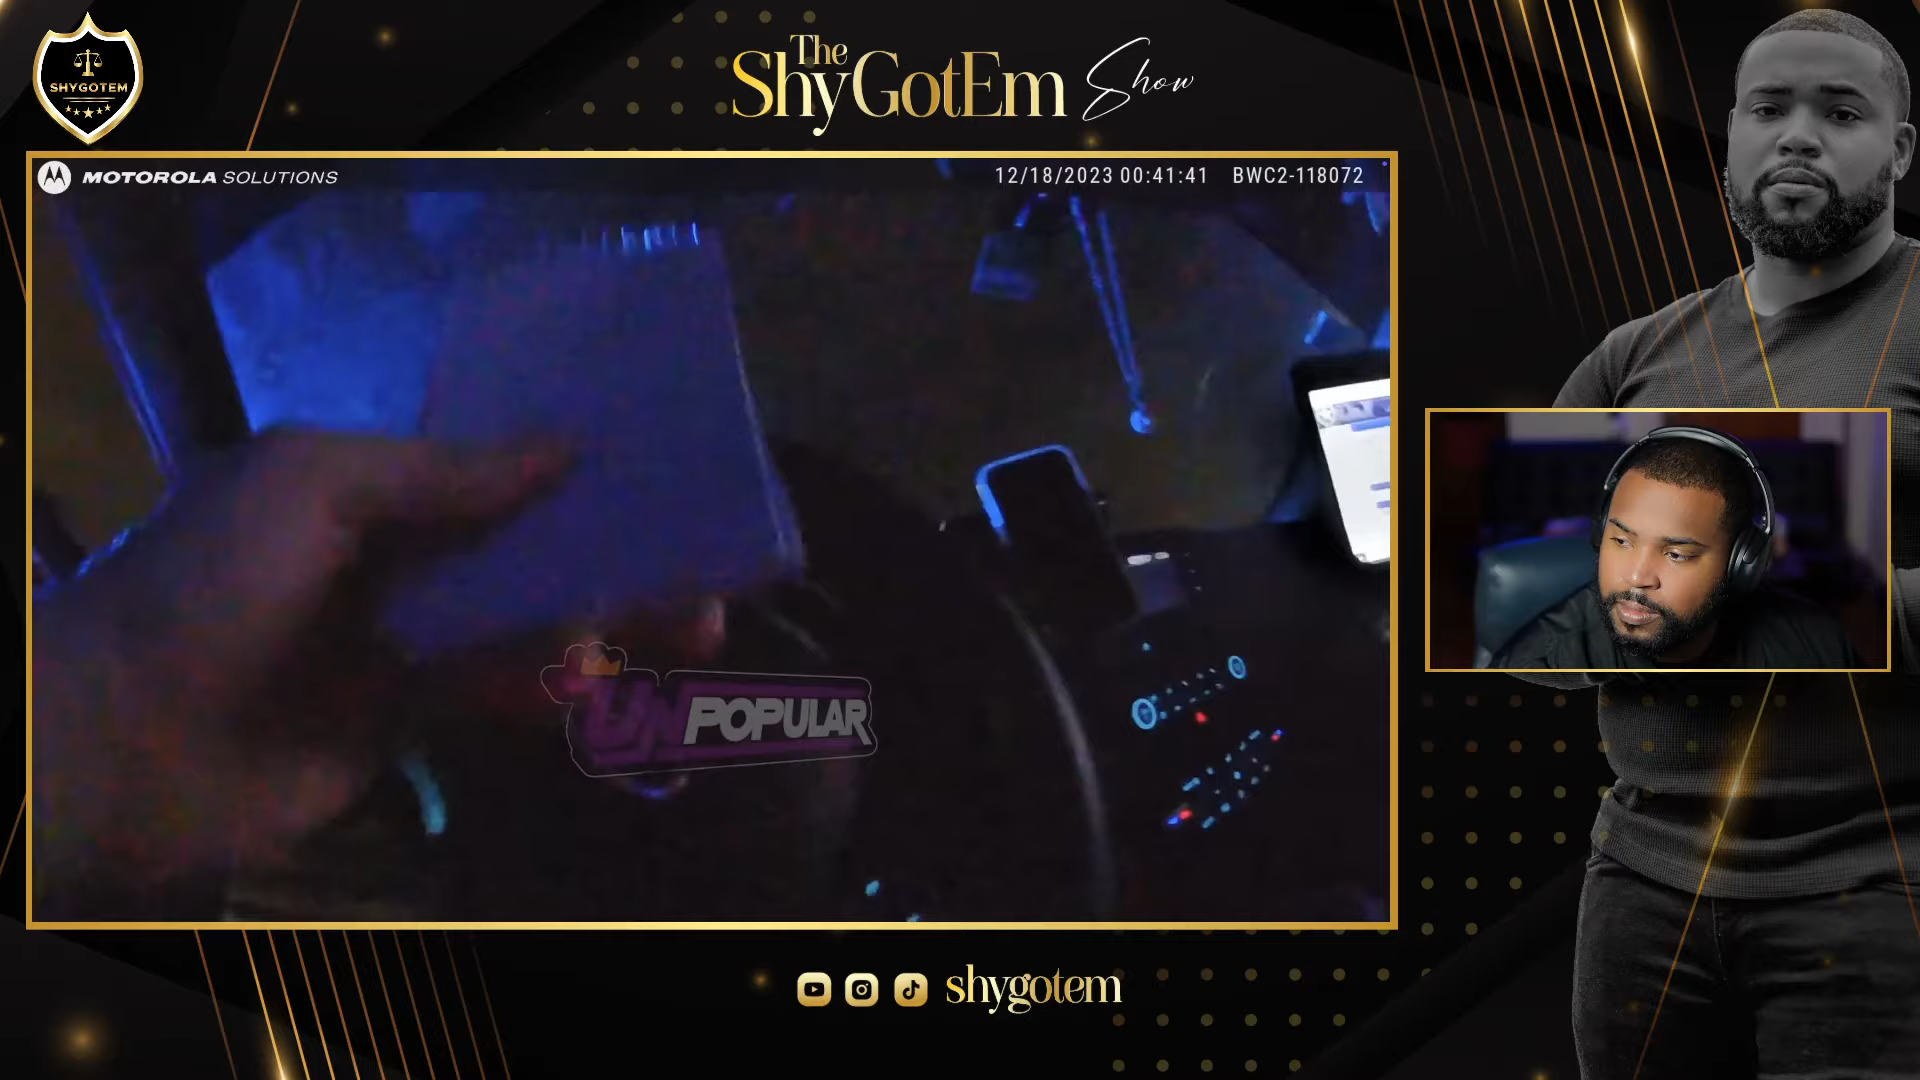 SHYGOTEM
The
ShyGotEm Show
MOTOROLA SOLUTIONS
12/18/2023 00:41:41 BWC2-118072
UNPOPULAR
shygotem